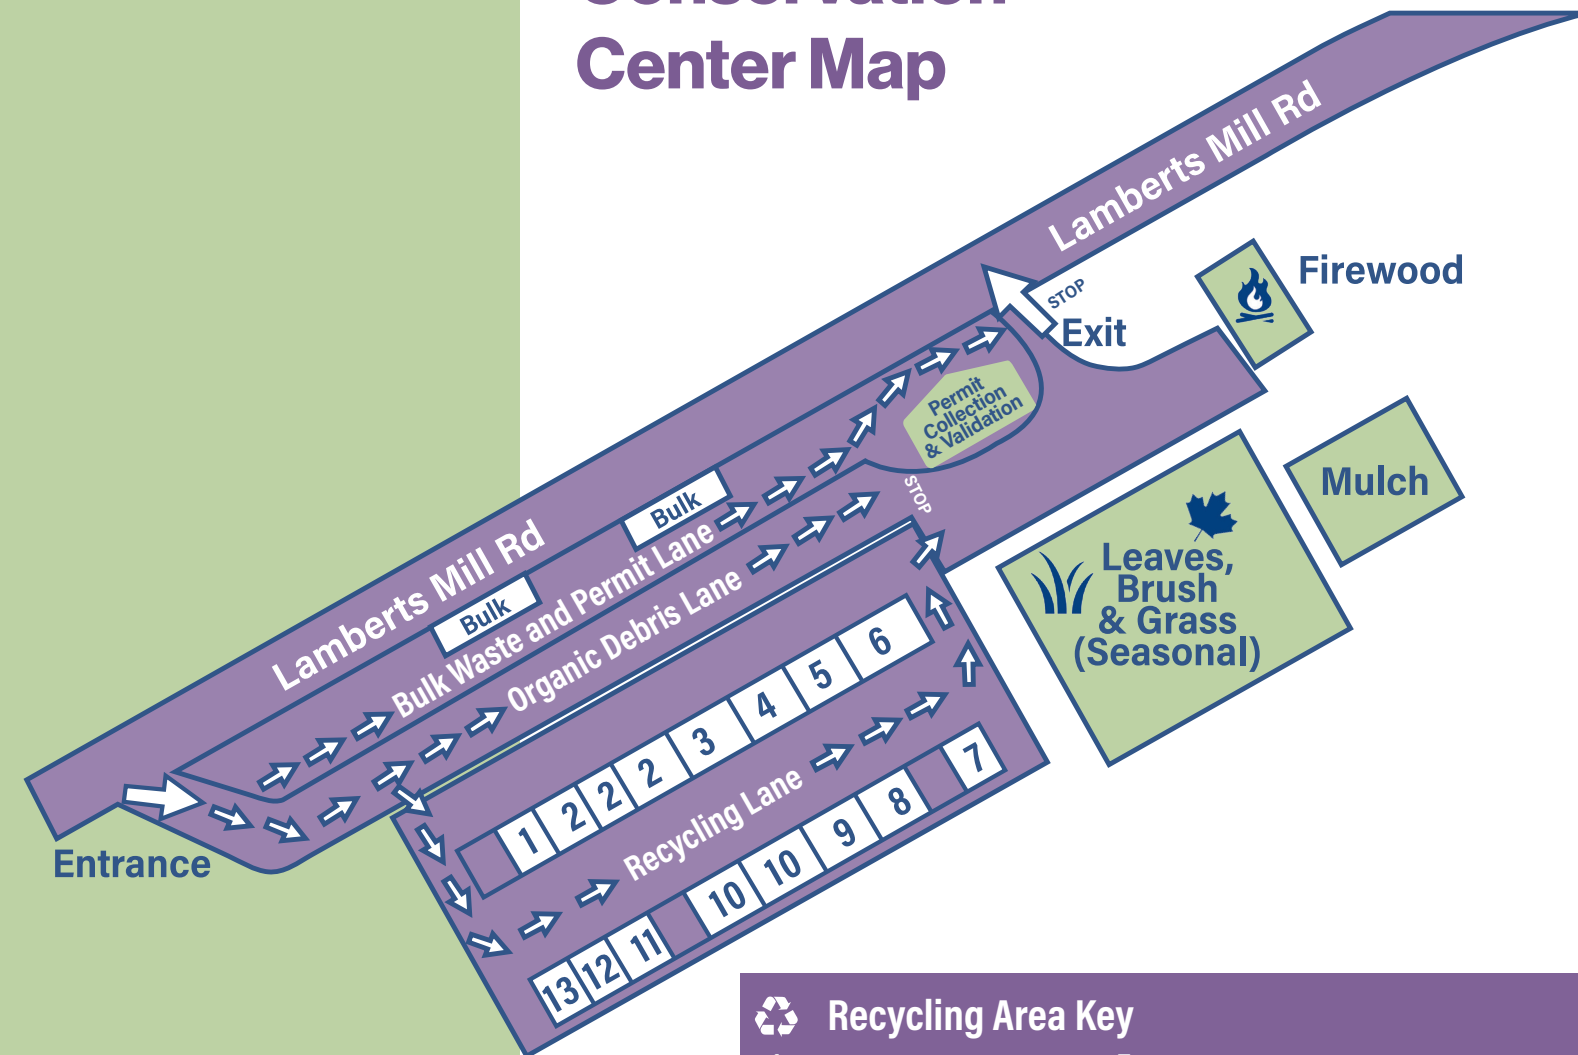 Conservation
Center Map
Lamberts Mill Rd
Firewood
STOP
Exit
Permit
Collection
& Validation
Mulch
Bulk
STOP
Lamberts Mill Rd
Bulk
Bulk Waste and Permit Lane
Organic Debris Lane
Leaves,
Brush
& Grass
(Seasonal)
1 2 2 2 3 4 5 6
Recycling Lane
Entrance
13 12 11 10 10 9 8 7
Recycling Area Key